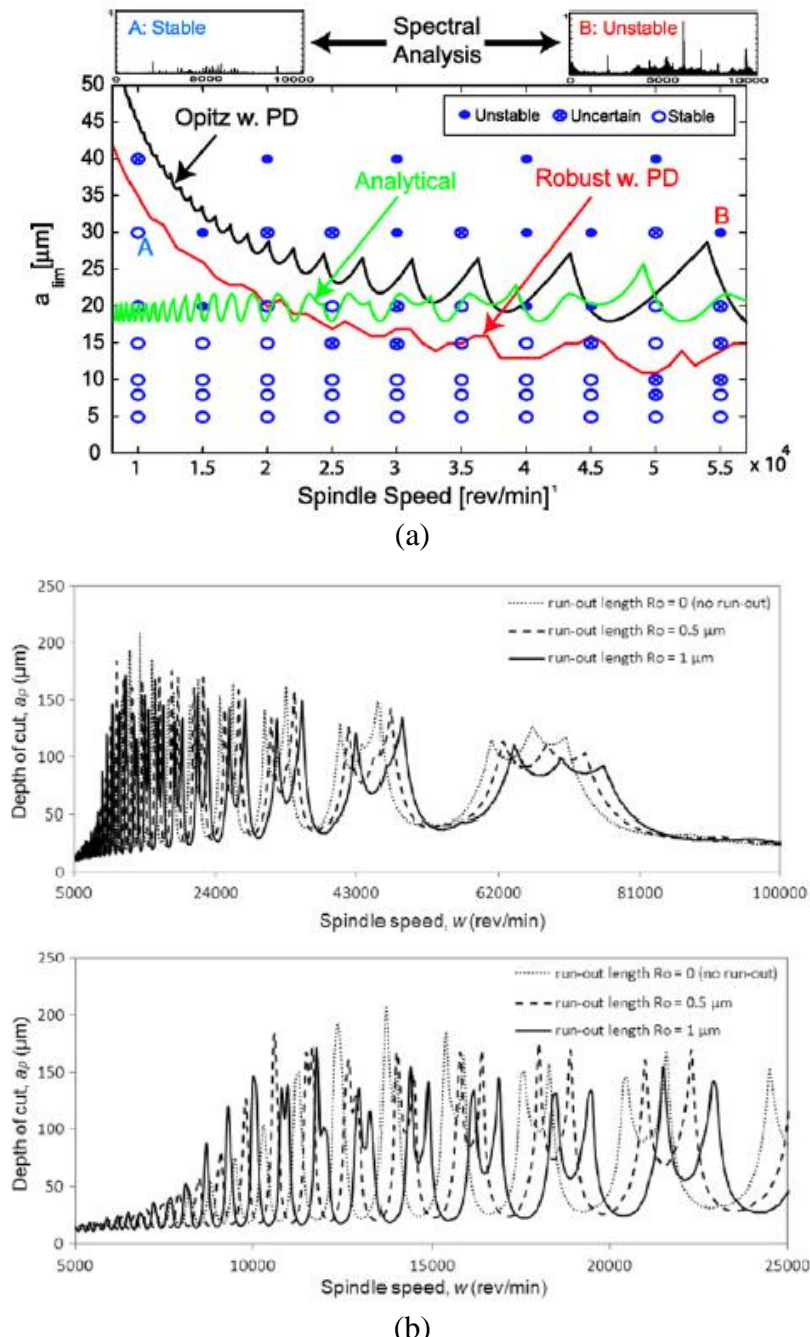 A: Stable
Spectral
Analysis
B: Unstable
0 5000 10000
0 5000 10000
50
45
40
35
30
25
20
15
10
5
0
a lim [µm]
Opitz w. PD
Unstable Uncertain Stable
Analytical
Robust w. PD
A
B
1 1.5 2 2.5 3 3.5 4 4.5 5 5.5
x 10⁴
Spindle Speed [rev/min]
(a)
250
200
150
100
50
0
Depth of cut, ap (µm)
run-out length Ro = 0 (no run-out)
run-out length Ro = 0.5 µm
run-out length Ro = 1 µm
5000 24000 43000 62000 81000 100000
Spindle speed, w (rev/min)
250
200
150
100
50
0
Depth of cut, ap (µm)
run-out length Ro = 0 (no run-out)
run-out length Ro = 0.5 µm
run-out length Ro = 1 µm
5000 10000 15000 20000 25000
Spindle speed, w (rev/min)
(b)